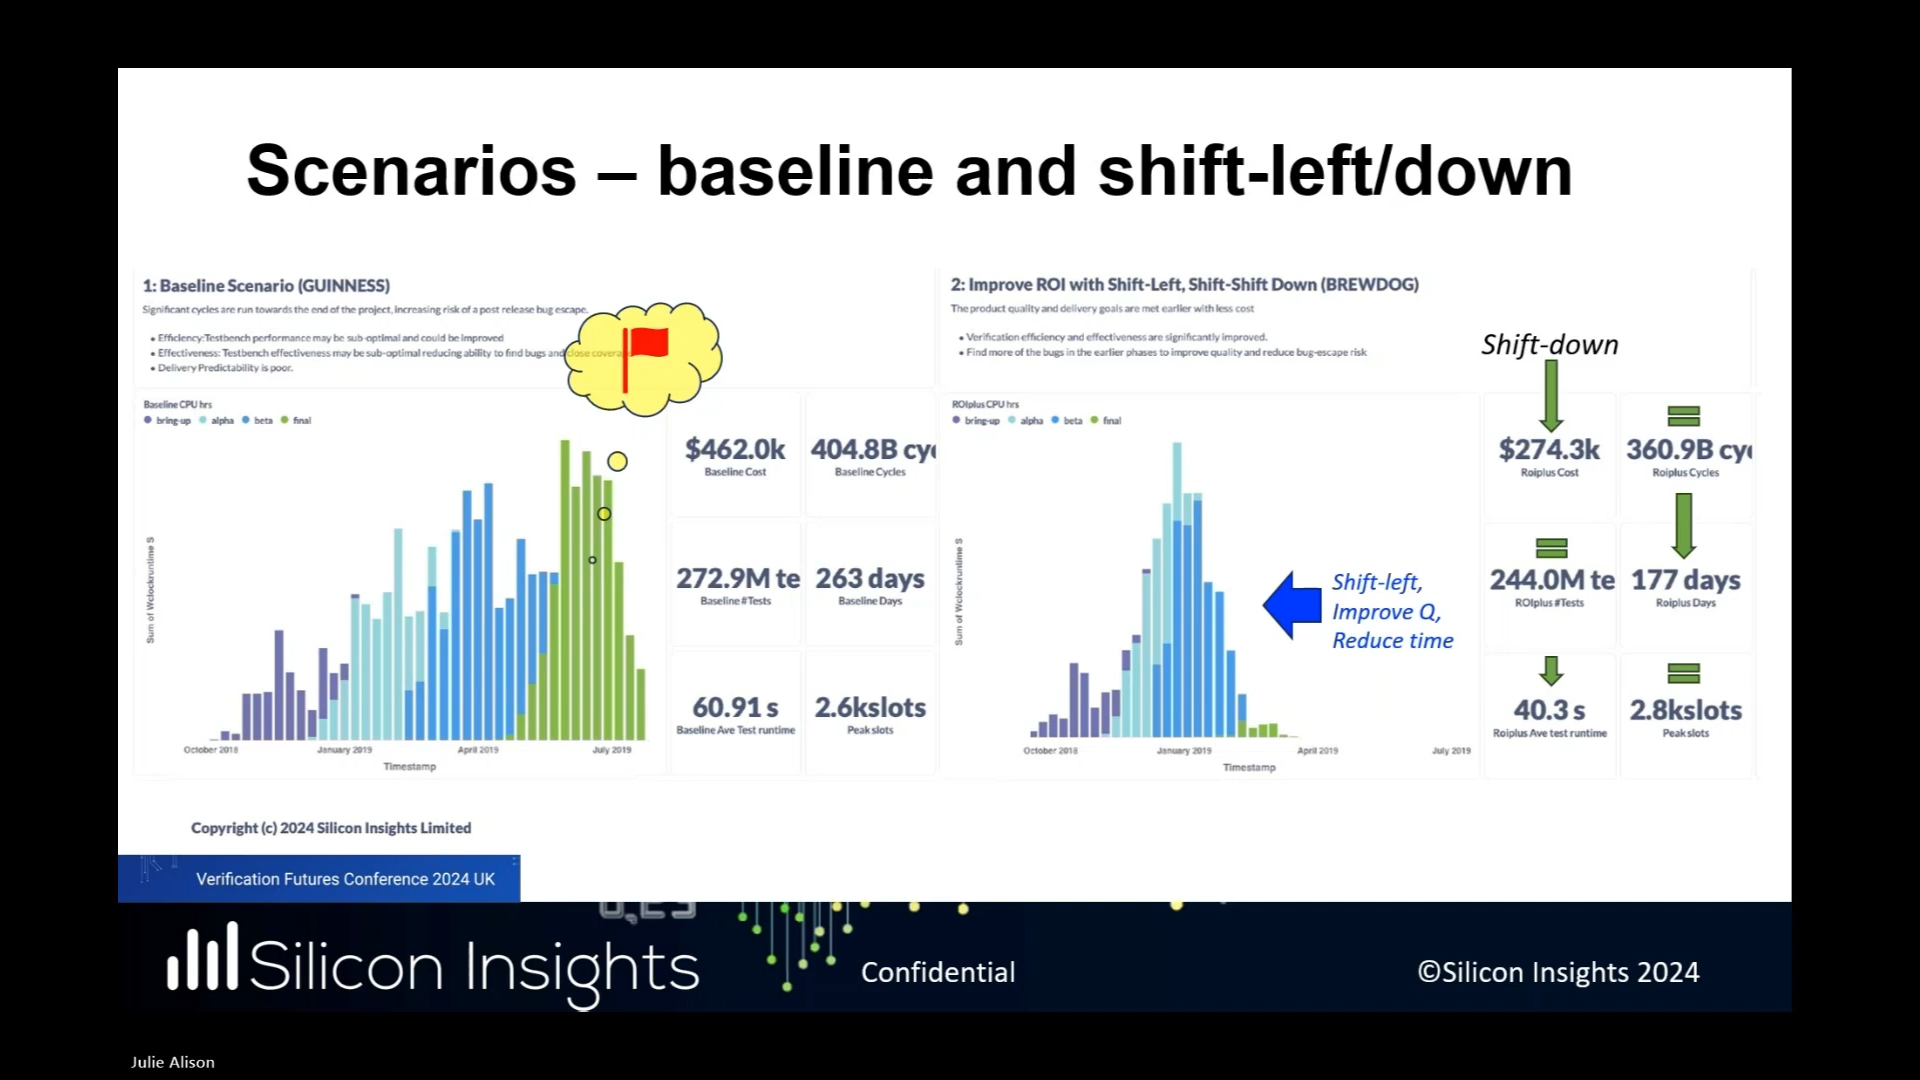 Scenarios – baseline and shift-left/down
1: Baseline Scenario (GUINNESS)
Significant cycles are run towards the end of the project, increasing risk of a post release bug escape.
• Efficiency:Testbench performance may be sub-optimal and could be improved
• Effectiveness: Testbench effectiveness may be sub-optimal reducing ability to find bugs and close
• Delivery Predictability is poor.
Baseline CPU hrs
bring-up alpha beta final
Sum of Wclockruntime S
October 2018 January 2019 April 2019 July 2019
Timestamp
$462.0k
Baseline Cost
404.8B cy
Baseline Cycles
272.9M te
Baseline #Tests
263 days
Baseline Days
60.91 s
Baseline Ave Test runtime
2.6kslots
Peak slots
2: Improve ROI with Shift-Left, Shift-Shift Down (BREWDOG)
The product quality and delivery goals are met earlier with less cost
• Verification efficiency and effectiveness are significantly improved.
• Find more of the bugs in the earlier phases to improve quality and reduce bug-escape risk
Shift-down
ROIplus CPU hrs
bring-up alpha beta final
Sum of Wclockruntime S
October 2018 January 2019 April 2019 July 2019
Timestamp
Shift-left,
Improve Q,
Reduce time
$274.3k
Roiplus Cost
360.9B cy
Roiplus Cycles
244.0M te
ROIplus #Tests
177 days
Roiplus Days
40.3 s
Roiplus Ave test runtime
2.8kslots
Peak slots
Copyright (c) 2024 Silicon Insights Limited
Verification Futures Conference 2024 UK
Silicon Insights
Confidential
©Silicon Insights 2024
Julie Alison